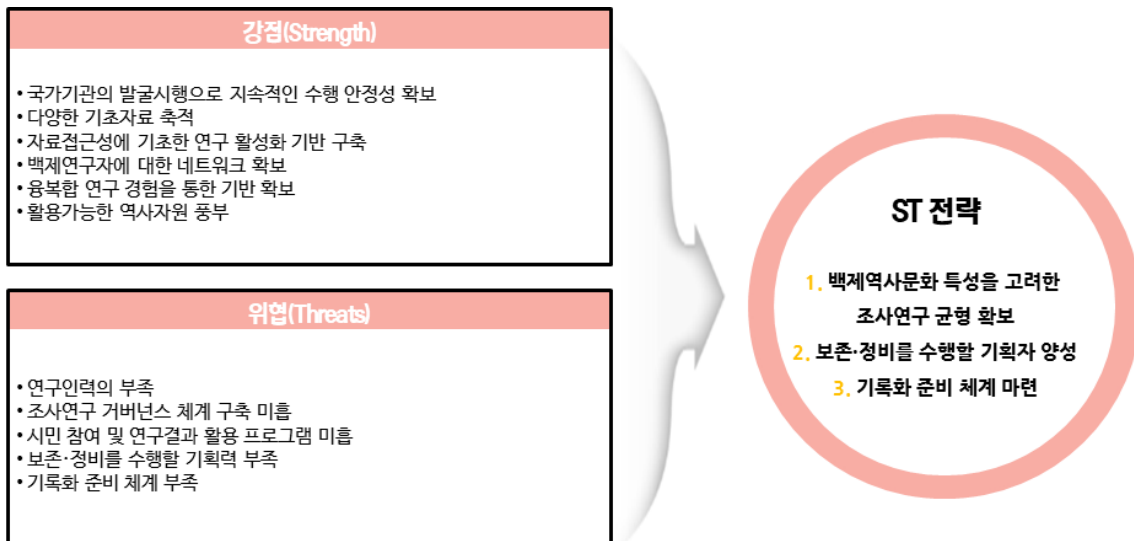 강점(Strength)
• 국가기관의 발굴시행으로 지속적인 수행 안정성 확보
• 다양한 기초자료 축적
• 자료접근성에 기초한 연구 활성화 기반 구축
• 백제연구자에 대한 네트워크 확보
• 융복합 연구 경험을 통한 기반 확보
• 활용가능한 역사자원 풍부
위협(Threats)
• 연구인력의 부족
• 조사연구 거버넌스 체계 구축 미흡
• 시민 참여 및 연구결과 활용 프로그램 미흡
• 보존·정비를 수행할 기획력 부족
• 기록화 준비 체계 부족
ST 전략
1. 백제역사문화 특성을 고려한
조사연구 균형 확보
2. 보존·정비를 수행할 기획자 양성
3. 기록화 준비 체계 마련